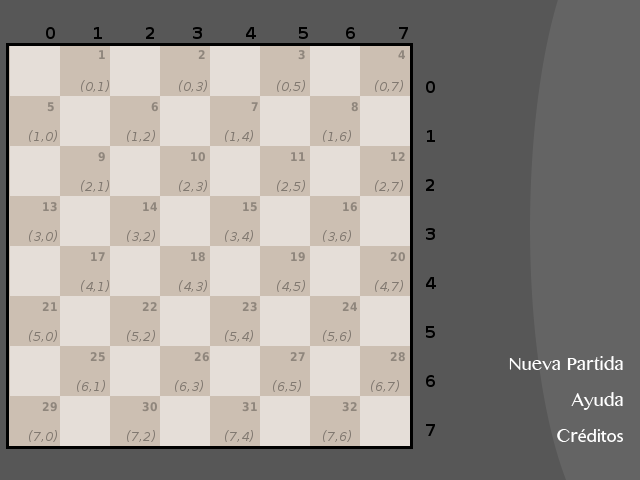 0 1 2 3 4 5 6 7
1 2 3 4
(0,1) (0,3) (0,5) (0,7) 0
5 6 7 8
(1,0) (1,2) (1,4) (1,6) 1
9 10 11 12
(2,1) (2,3) (2,5) (2,7) 2
13 14 15 16
(3,0) (3,2) (3,4) (3,6) 3
17 18 19 20
(4,1) (4,3) (4,5) (4,7) 4
21 22 23 24
(5,0) (5,2) (5,4) (5,6) 5
25 26 27 28
(6,1) (6,3) (6,5) (6,7) 6
29 30 31 32
(7,0) (7,2) (7,4) (7,6) 7
Nueva Partida
Ayuda
Créditos